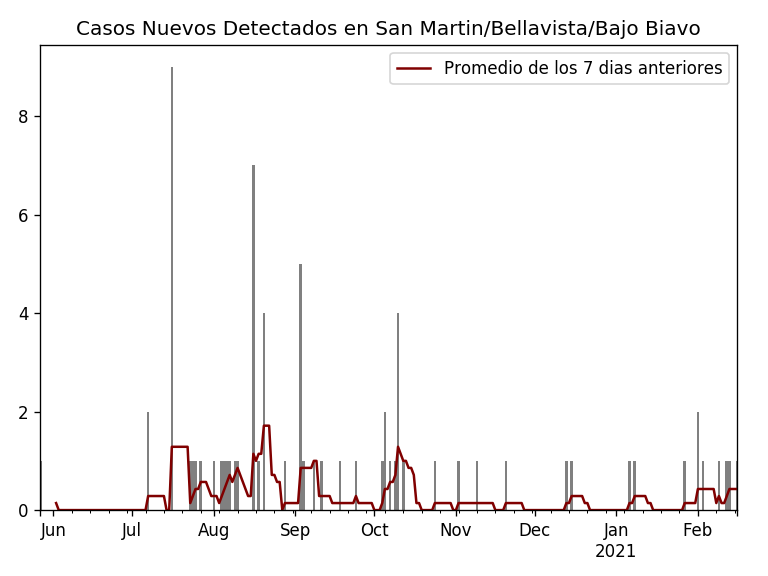 Casos Nuevos Detectados en San Martin/Bellavista/Bajo Biavo
Promedio de los 7 dias anteriores
8
6
4
2
0
Jun Jul Aug Sep Oct Nov Dec Jan Feb
2021